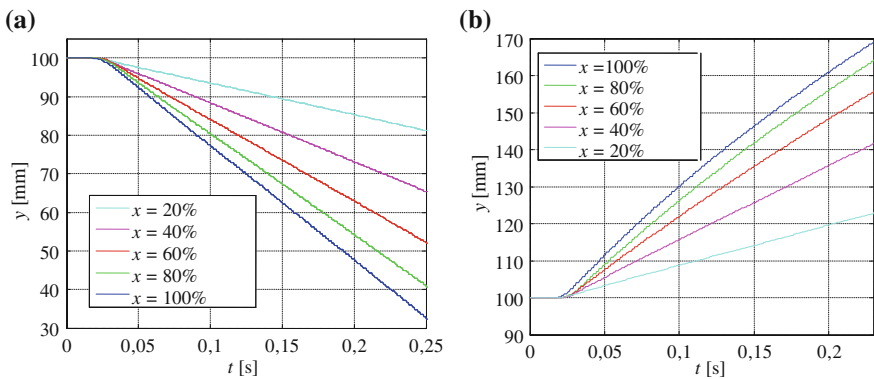 (a)
100
90
80
70
60
50
40
30
y [mm]
x = 20%
x = 40%
x = 60%
x = 80%
x = 100%
0
0,05
0,1
0,15
0,2
0,25
t [s]
(b)
170
160
150
140
130
120
110
100
90
y [mm]
x =100%
x = 80%
x = 60%
x = 40%
x = 20%
0
0,05
0,1
0,15
0,2
t [s]